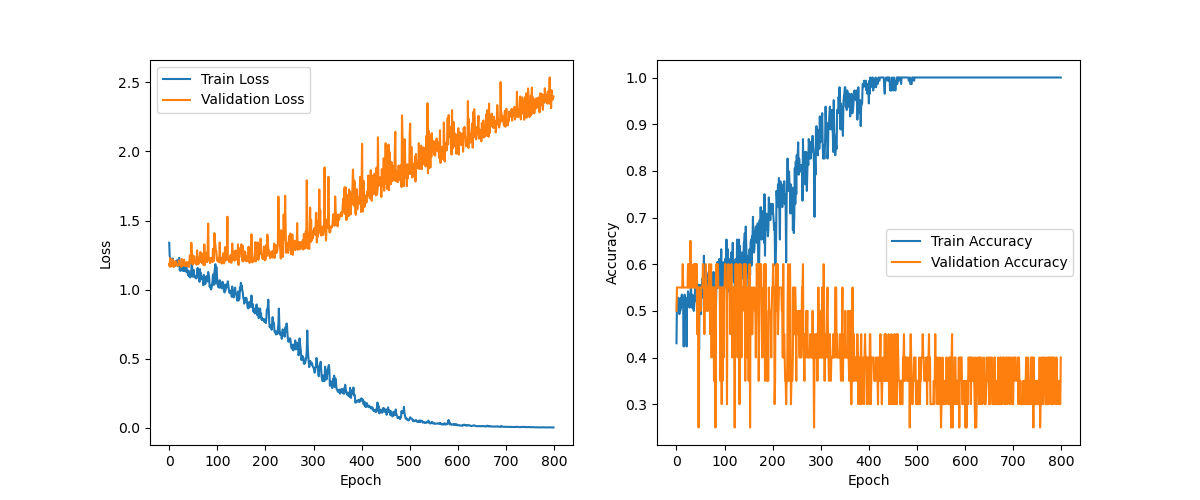 Train Loss
Validation Loss
2.5
2.0
1.5
1.0
0.5
0.0
Loss
0 100 200 300 400 500 600 700 800
Epoch
1.0
0.9
0.8
0.7
0.6
0.5
0.4
0.3
Accuracy
Train Accuracy
Validation Accuracy
0 100 200 300 400 500 600 700 800
Epoch